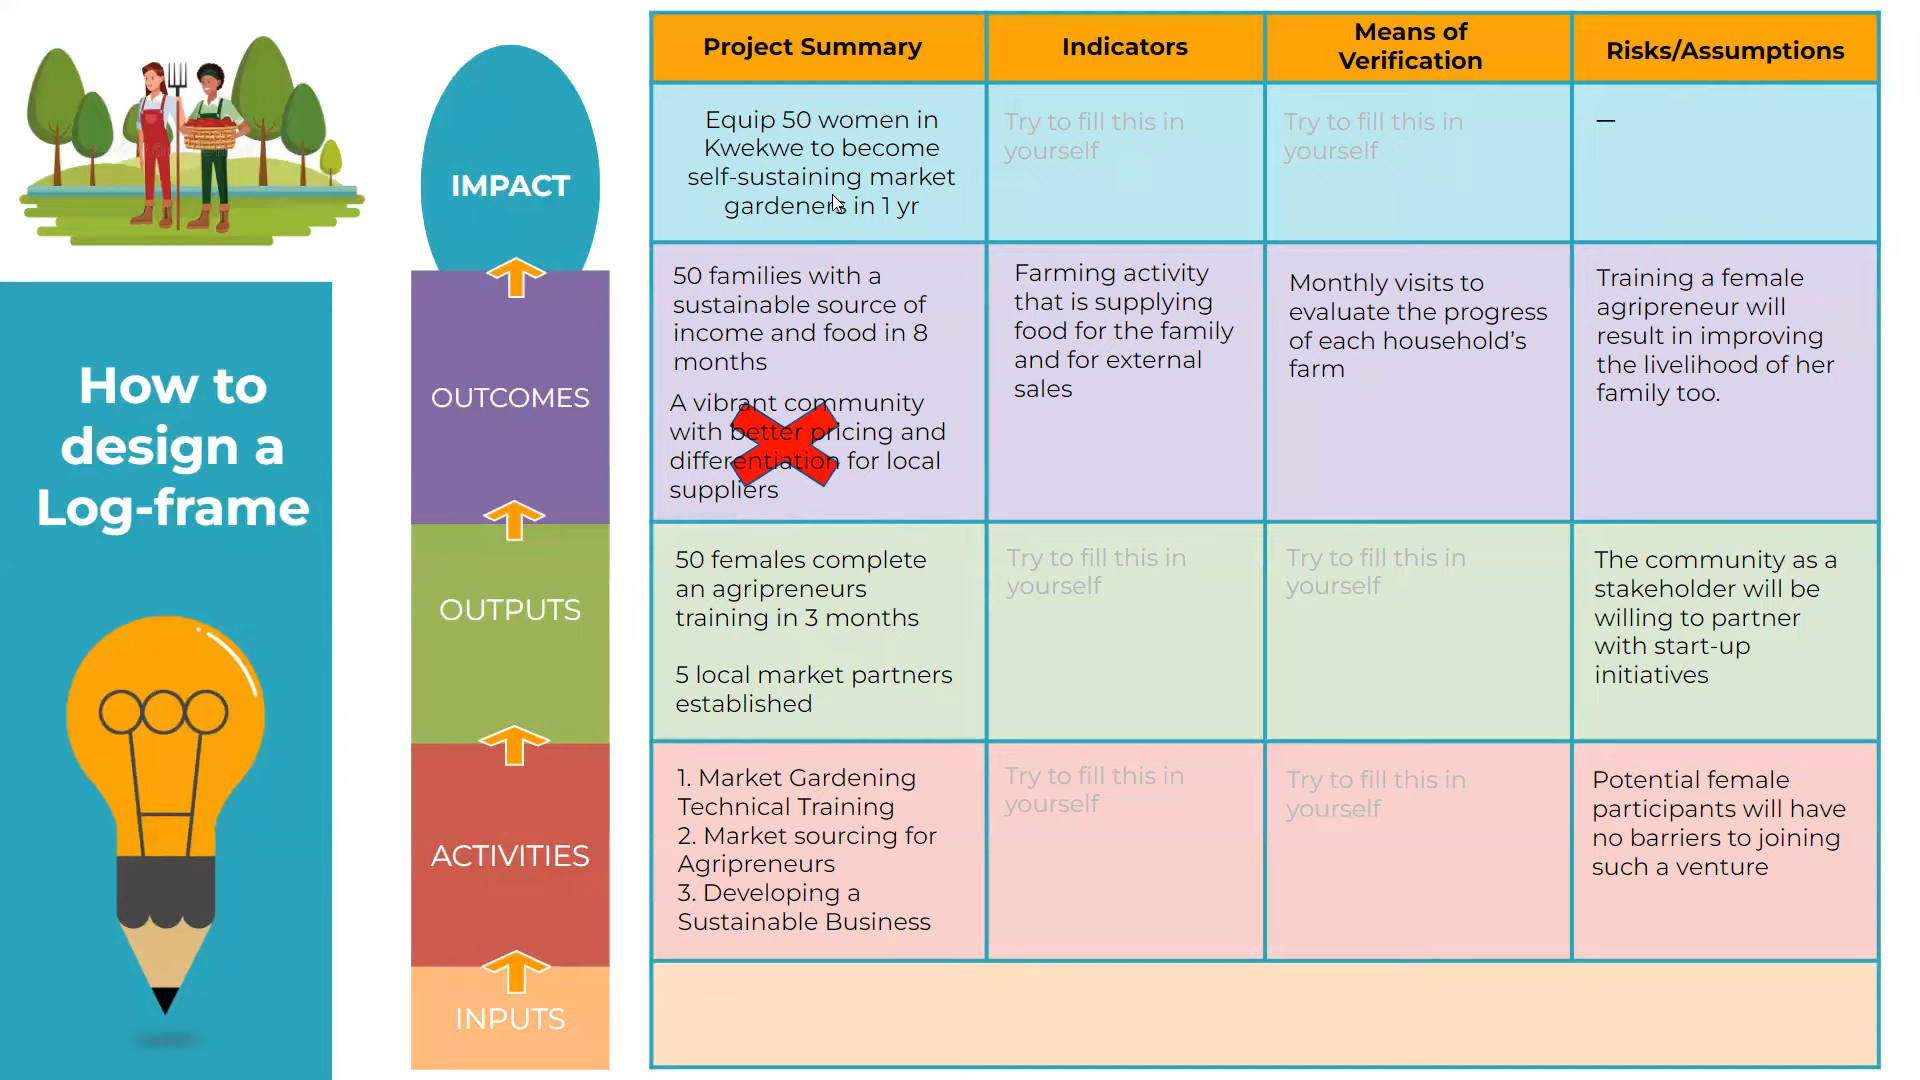 How to
design a
Log-frame
IMPACT
OUTCOMES
OUTPUTS
ACTIVITIES
INPUTS
Project Summary
Indicators
Means of
Verification
Risks/Assumptions
Equip 50 women in
Kwekwe to become
self-sustaining market
gardeners in 1 yr
Try to fill this in
yourself
Try to fill this in
yourself
—
50 families with a
sustainable source of
income and food in 8
months
A vibrant community
with better pricing and
differentiation for local
suppliers
Farming activity
that is supplying
food for the family
and for external
sales
Monthly visits to
evaluate the progress
of each household's
farm
Training a female
agripreneur will
result in improving
the livelihood of her
family too.
50 females complete
an agripreneurs
training in 3 months
5 local market partners
established
Try to fill this in
yourself
Try to fill this in
yourself
The community as a
stakeholder will be
willing to partner
with start-up
initiatives
1. Market Gardening
Technical Training
2. Market sourcing for
Agripreneurs
3. Developing a
Sustainable Business
Try to fill this in
yourself
Try to fill this in
yourself
Potential female
participants will have
no barriers to joining
such a venture